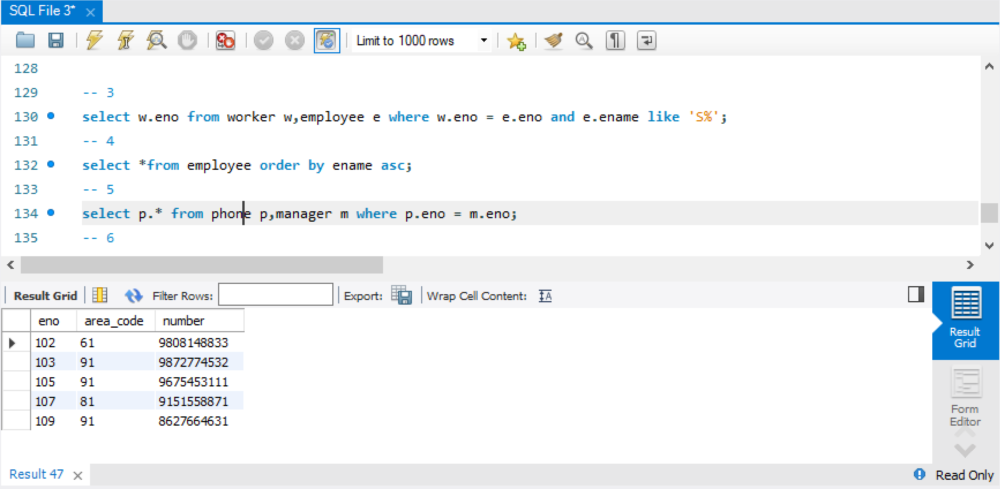 SQL File 3*
Limit to 1000 rows
128
129 -- 3
130 select w.eno from worker w,employee e where w.eno = e.eno and e.ename like 'S%';
131 -- 4
132 select *from employee order by ename asc;
133 -- 5
134 select p.* from phone p,manager m where p.eno = m.eno;
135 -- 6
Result Grid Filter Rows: Export: Wrap Cell Content:
eno area_code number
102 61 9808148833
103 91 9872774532
105 91 9675453111
107 81 9151558871
109 91 8627664631
Result
Grid
Form
Editor
Result 47 Read Only